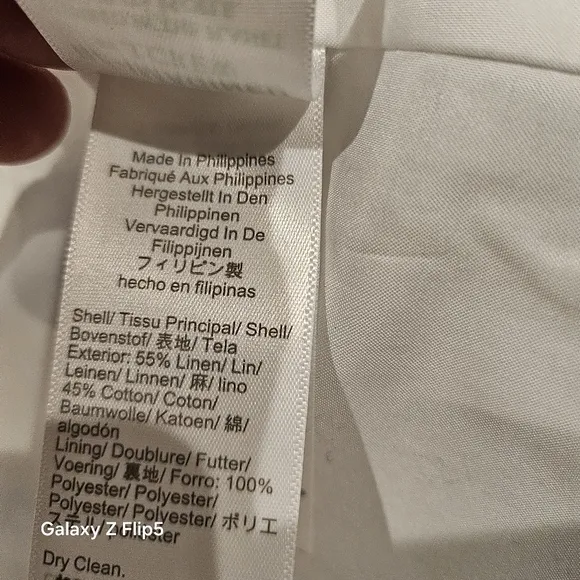 Made In Philippines
Fabriqué Aux Philippines
Hergestellt In Den
Philippinen
Vervaardigd In De
Filippijnen
フィリピン製
hecho en filipinas
Shell/ Tissu Principal/ Shell/
Bovenstof/ 表地/ Tela
Exterior: 55% Linen/ Lin/
Leinen/ Linnen/ 麻/ lino
45% Cotton/ Coton/
Baumwolle/ Katoen/ 綿/
algodón
Lining/ Doublure/ Futter/
Voering/ 裏地/ Forro: 100%
Polyester/ Polyester/
Polyester/ Polyester/ ポリエ
Galaxy Z Flip5
Dry Clean.